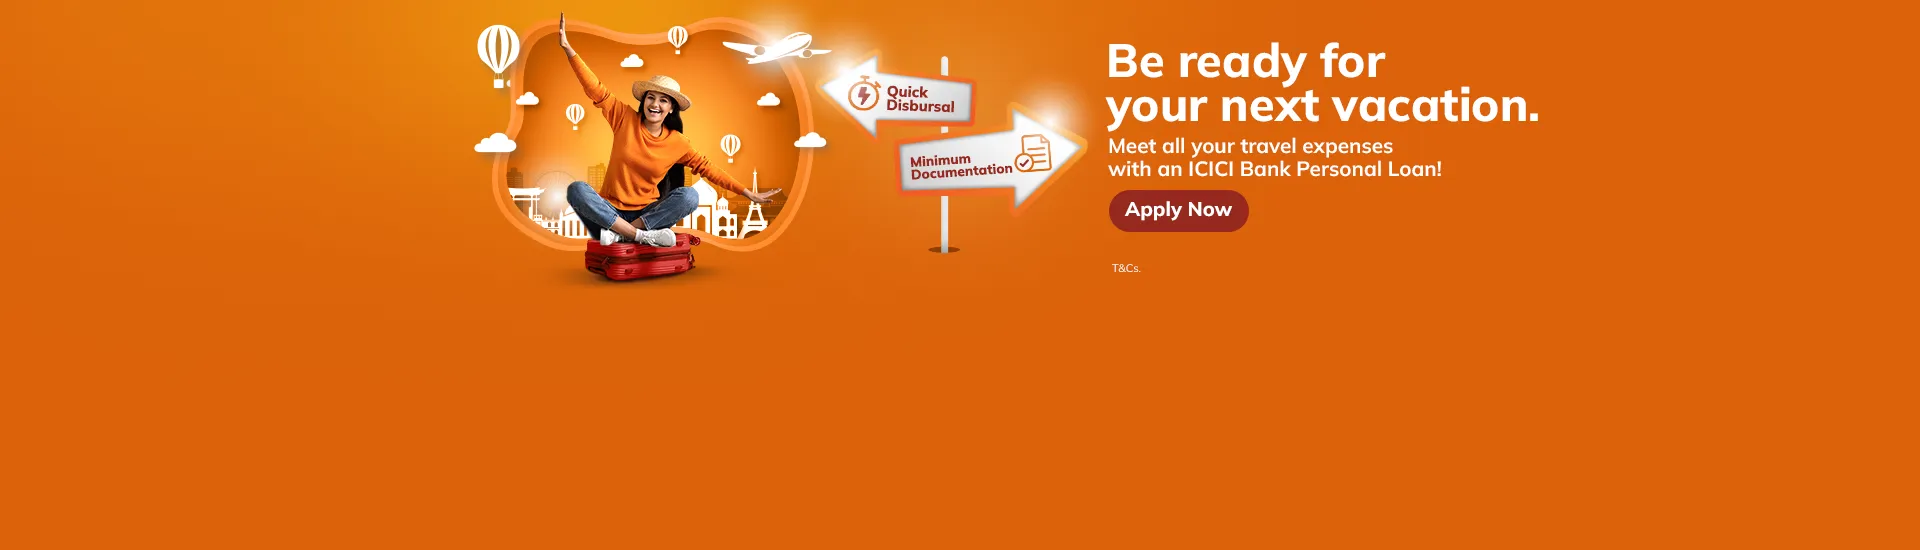 Quick
Disbursal
Minimum
Documentation
Be ready for
your next vacation.
Meet all your travel expenses
with an ICICI Bank Personal Loan!
Apply Now
T&Cs.